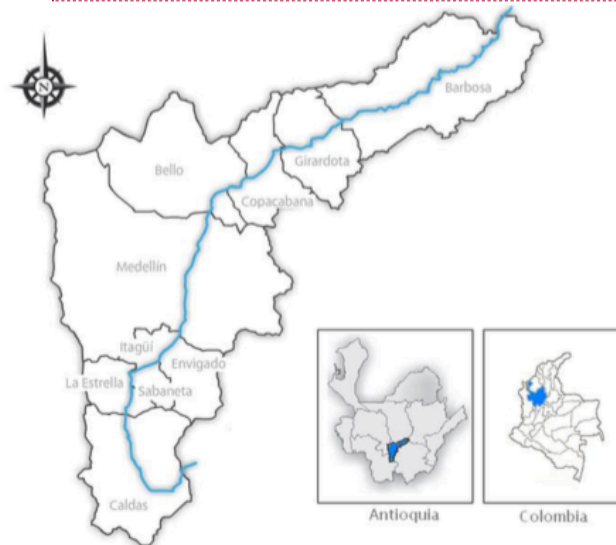 N
Barbosa
Girardota
Bello
Copacabana
Medellín
Itagüí
Envigado
La Estrella
Sabaneta
Caldas
Antioquia
Colombia